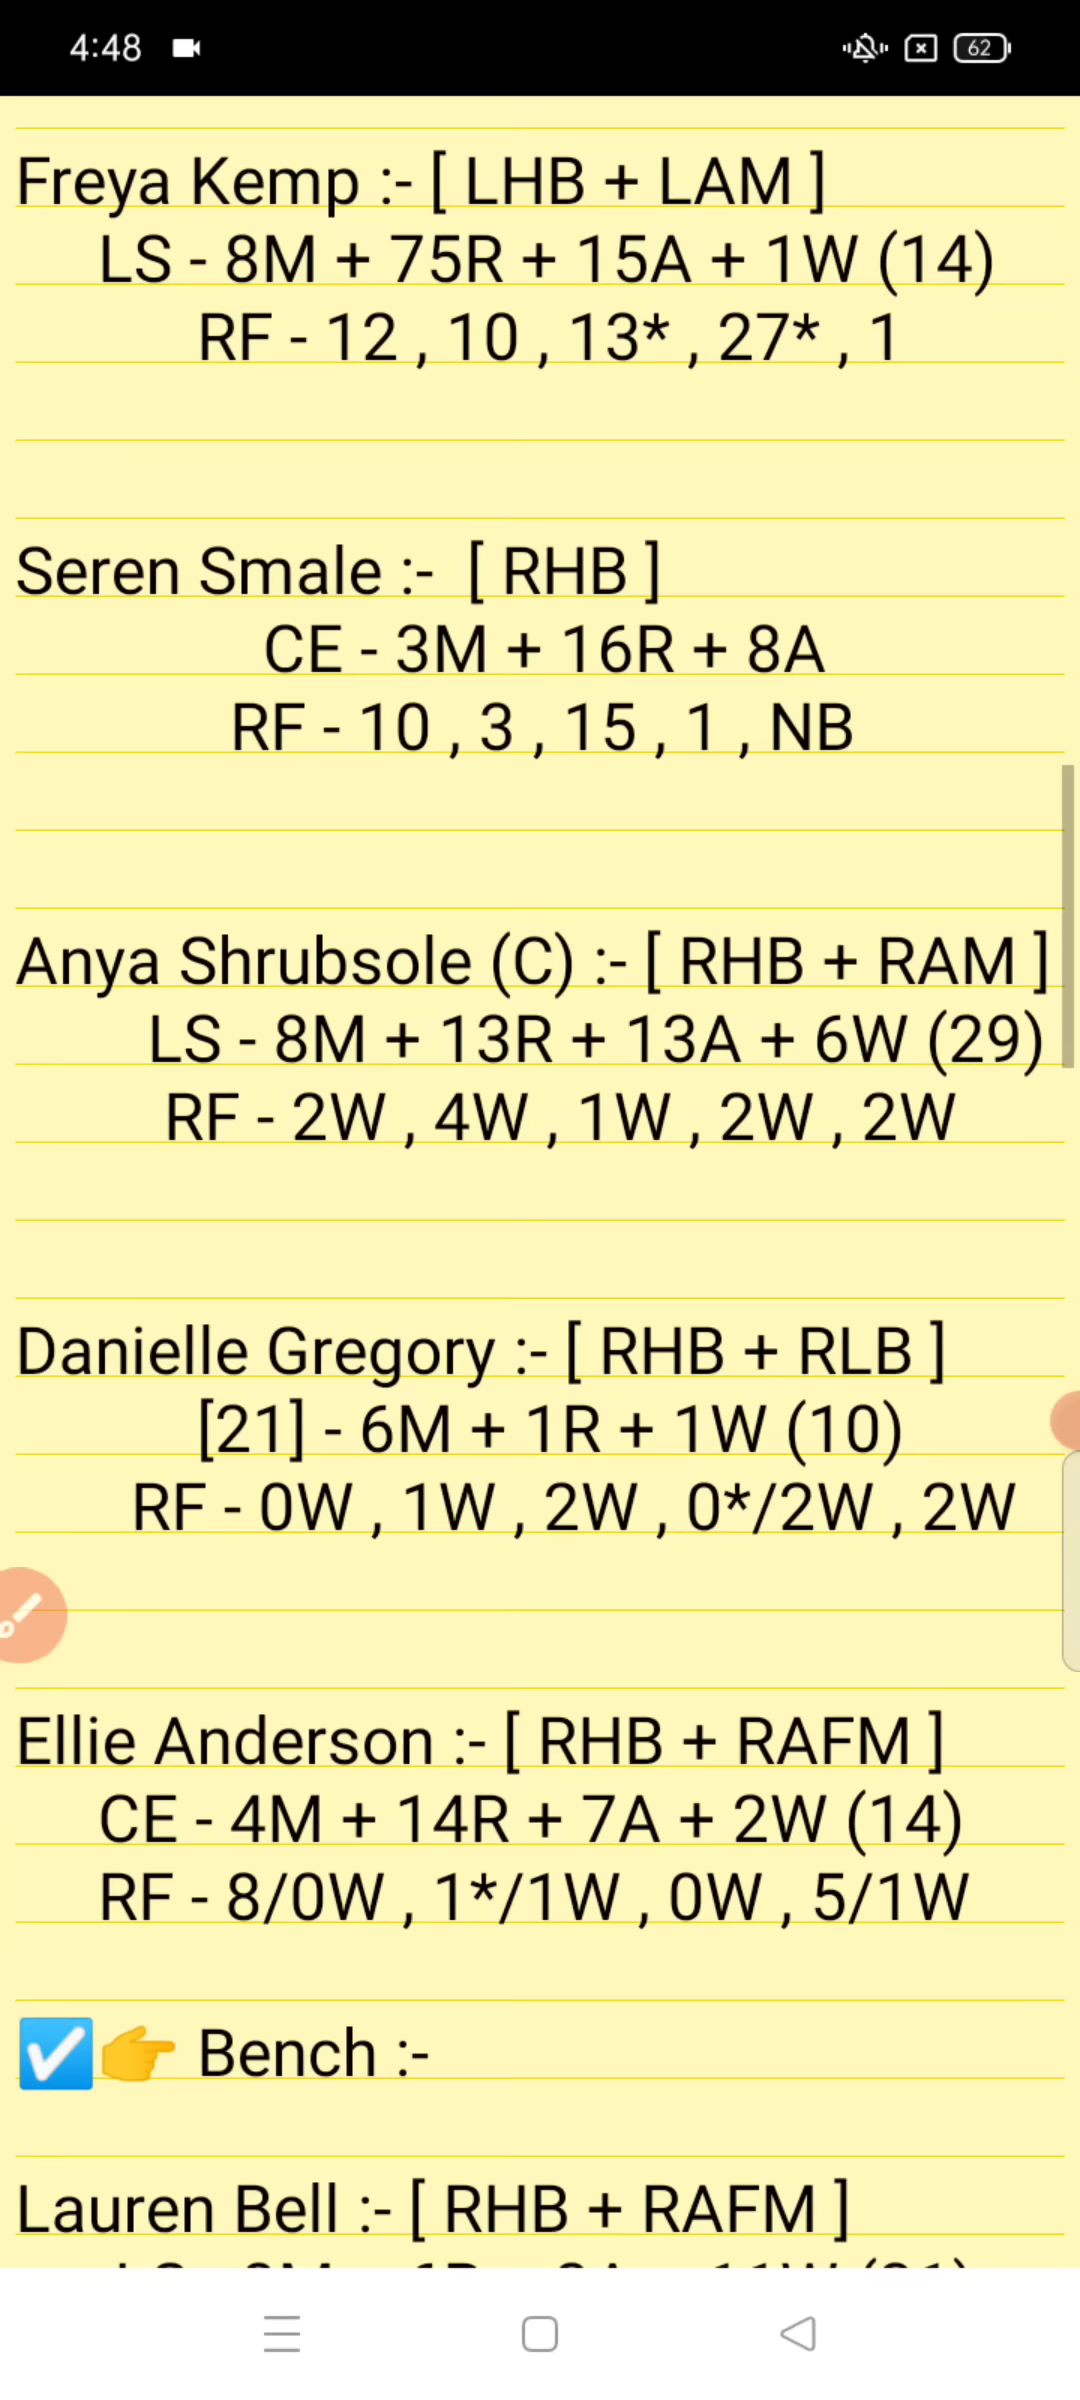 4:48
62
Freya Kemp :- [ LHB + LAM ]
LS - 8M + 75R + 15A + 1W (14)
RF - 12 , 10 , 13* , 27* , 1
Seren Smale :- [ RHB ]
CE - 3M + 16R + 8A
RF - 10 , 3 , 15 , 1 , NB
Anya Shrubsole (C) :- [ RHB + RAM ]
LS - 8M + 13R + 13A + 6W (29)
RF - 2W , 4W , 1W , 2W , 2W
Danielle Gregory :- [ RHB + RLB ]
[21] - 6M + 1R + 1W (10)
RF - 0W , 1W , 2W , 0*/2W , 2W
Ellie Anderson :- [ RHB + RAFM ]
CE - 4M + 14R + 7A + 2W (14)
RF - 8/0W , 1*/1W , 0W , 5/1W
Bench :-
Lauren Bell :- [ RHB + RAFM ]